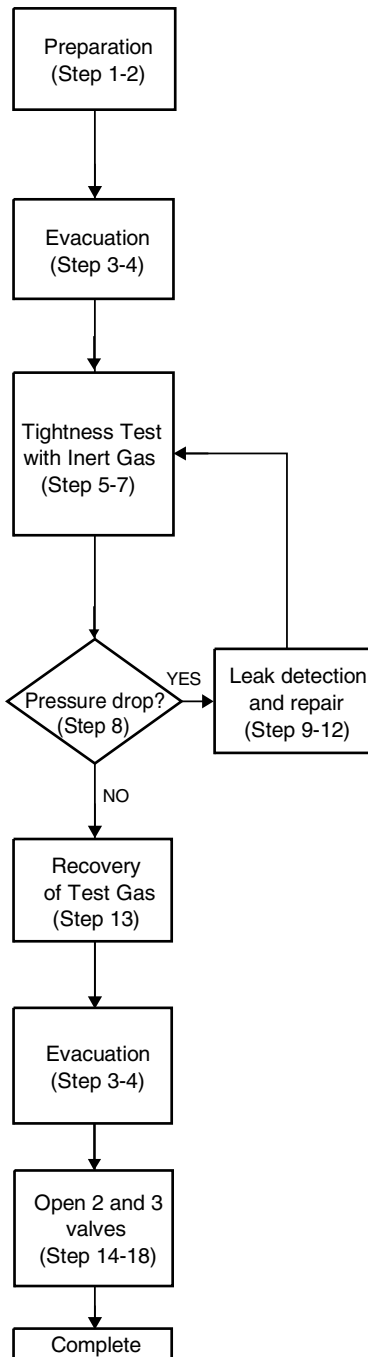 Preparation
(Step 1-2)
Evacuation
(Step 3-4)
Tightness Test
with Inert Gas
(Step 5-7)
Pressure drop?
(Step 8)
YES
Leak detection
and repair
(Step 9-12)
NO
Recovery
of Test Gas
(Step 13)
Evacuation
(Step 3-4)
Open 2 and 3
valves
(Step 14-18)
Complete